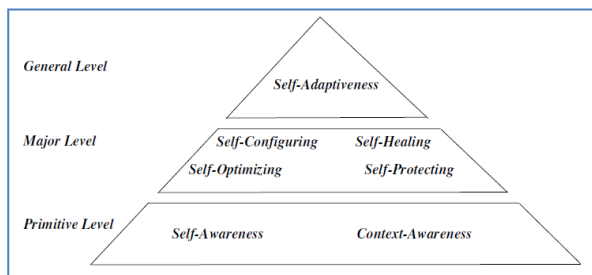 General Level
Self-Adaptiveness
Major Level
Self-Configuring Self-Healing
Self-Optimizing Self-Protecting
Primitive Level
Self-Awareness Context-Awareness